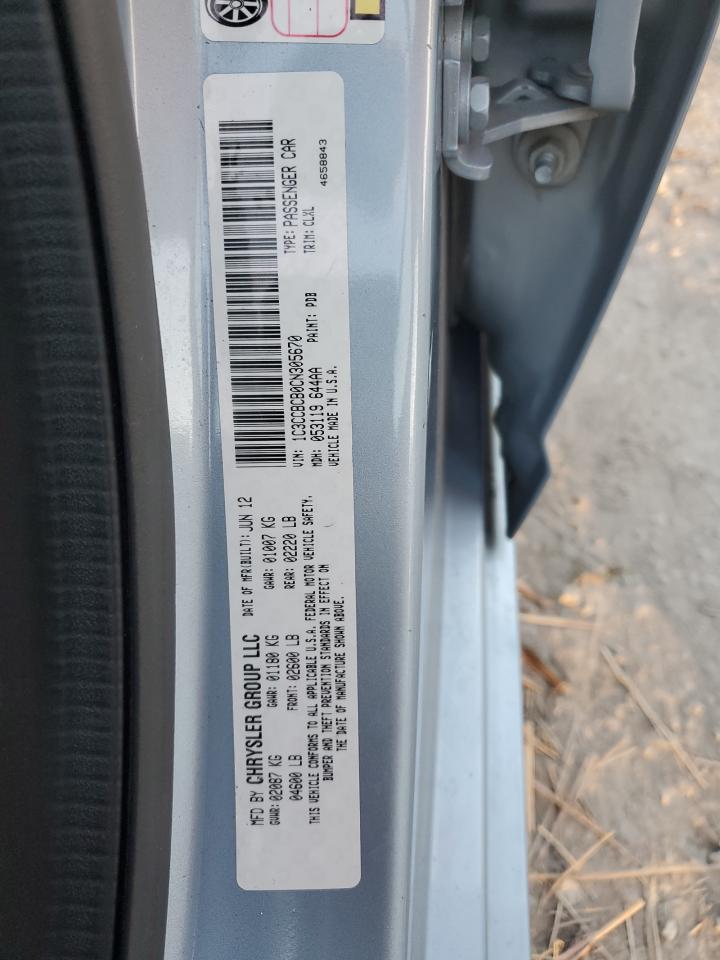 MFD BY CHRYSLER GROUP LLC
DATE OF MFR(BUILT): JUN 12
GVWR: 02087 KG
GAWR: 01180 KG
GAWR: 01007 KG
04600 LB
FRONT: 02600 LB
REAR: 02220 LB
THIS VEHICLE CONFORMS TO ALL APPLICABLE U.S.A. FEDERAL MOTOR VEHICLE SAFETY,
BUMPER AND THEFT PREVENTION STANDARDS IN EFFECT ON
THE DATE OF MANUFACTURE SHOWN ABOVE.
VIN: 1C3CCBCB0CN305670
TYPE: PASSENGER CAR
MDH: 053119 644AA
PAINT: PDB
TRIM: CLXL
VEHICLE MADE IN U.S.A.
4658843